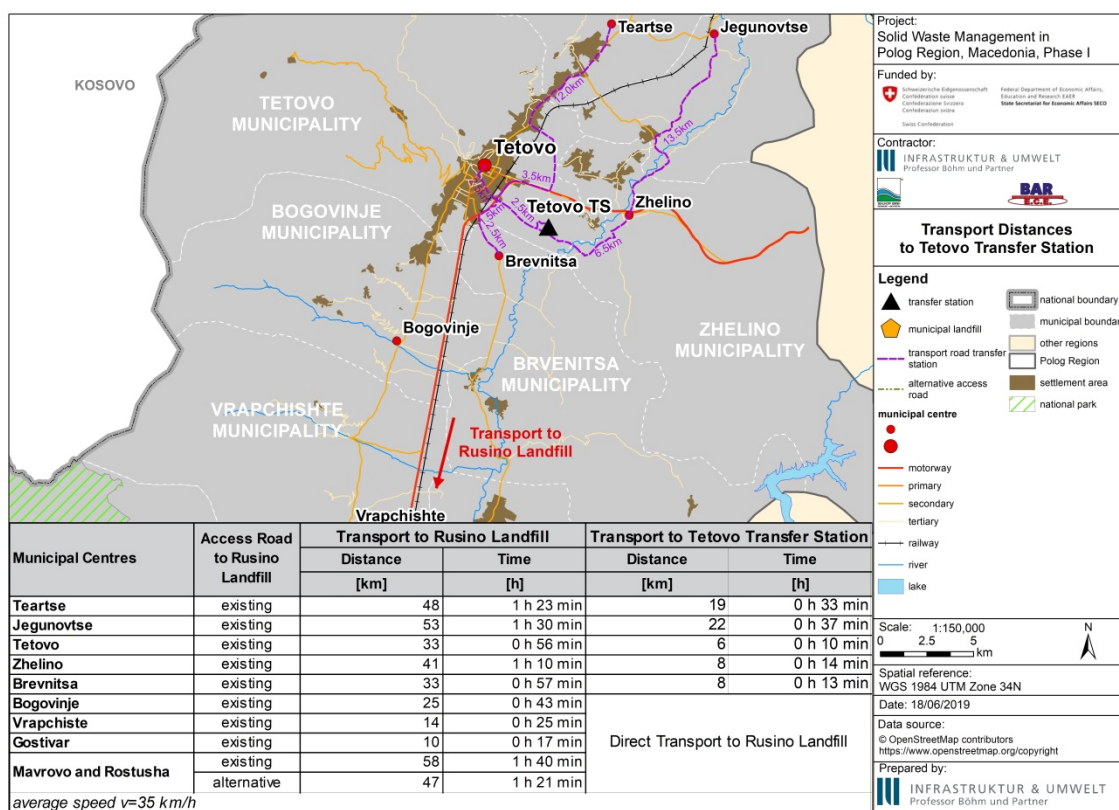 KOSOVO
TETOVO
MUNICIPALITY
BOGOVINJE
MUNICIPALITY
VRAPCHISHTE
MUNICIPALITY
BRVENITSA
MUNICIPALITY
ZHELINO
MUNICIPALITY
Teartse
Jegunovtse
Tetovo
Tetovo TS
Zhelino
Brevnitsa
Bogovinje
Vrapchishte
12.0km
13.5km
3.5km
2.5km
2.5km
6.5km
Transport to
Rusino Landfill
Project:
Solid Waste Management in
Polog Region, Macedonia, Phase I
Funded by:
Schweizerische Eidgenossenschaft
Confédération suisse
Confederazione Svizzera
Confederaziun svizra
Swiss Confederation
Federal Department of Economic Affairs,
Education and Research EAER
State Secretariat for Economic Affairs SECO
Contractor:
INFRASTRUKTUR & UMWELT
Professor Böhm und Partner
BAR
E.C.E.
Transport Distances
to Tetovo Transfer Station
Legend
transfer station
municipal landfill
transport road transfer
station
alternative access
road
municipal centre
motorway
primary
secondary
tertiary
railway
river
lake
national boundary
municipal boundar
other regions
Polog Region
settlement area
national park
Scale: 1:150,000
0 2.5 5
km
N
Spatial reference:
WGS 1984 UTM Zone 34N
Date: 18/06/2019
Data source:
© OpenStreetMap contributors
https://www.openstreetmap.org/copyright
Prepared by:
INFRASTRUKTUR & UMWELT
Professor Böhm und Partner
Municipal Centres
Access Road
to Rusino
Landfill
Transport to Rusino Landfill Transport to Tetovo Transfer Station
Distance Time Distance Time
[km] [h] [km] [h]
Teartse existing 48 1 h 23 min 19 0 h 33 min
Jegunovtse existing 53 1 h 30 min 22 0 h 37 min
Tetovo existing 33 0 h 56 min 6 0 h 10 min
Zhelino existing 41 1 h 10 min 8 0 h 14 min
Brevnitsa existing 33 0 h 57 min 8 0 h 13 min
Bogovinje existing 25 0 h 43 min
Vrapchiste existing 14 0 h 25 min
Gostivar existing 10 0 h 17 min
Direct Transport to Rusino Landfill
Mavrovo and Rostusha existing 58 1 h 40 min
alternative 47 1 h 21 min
average speed v=35 km/h